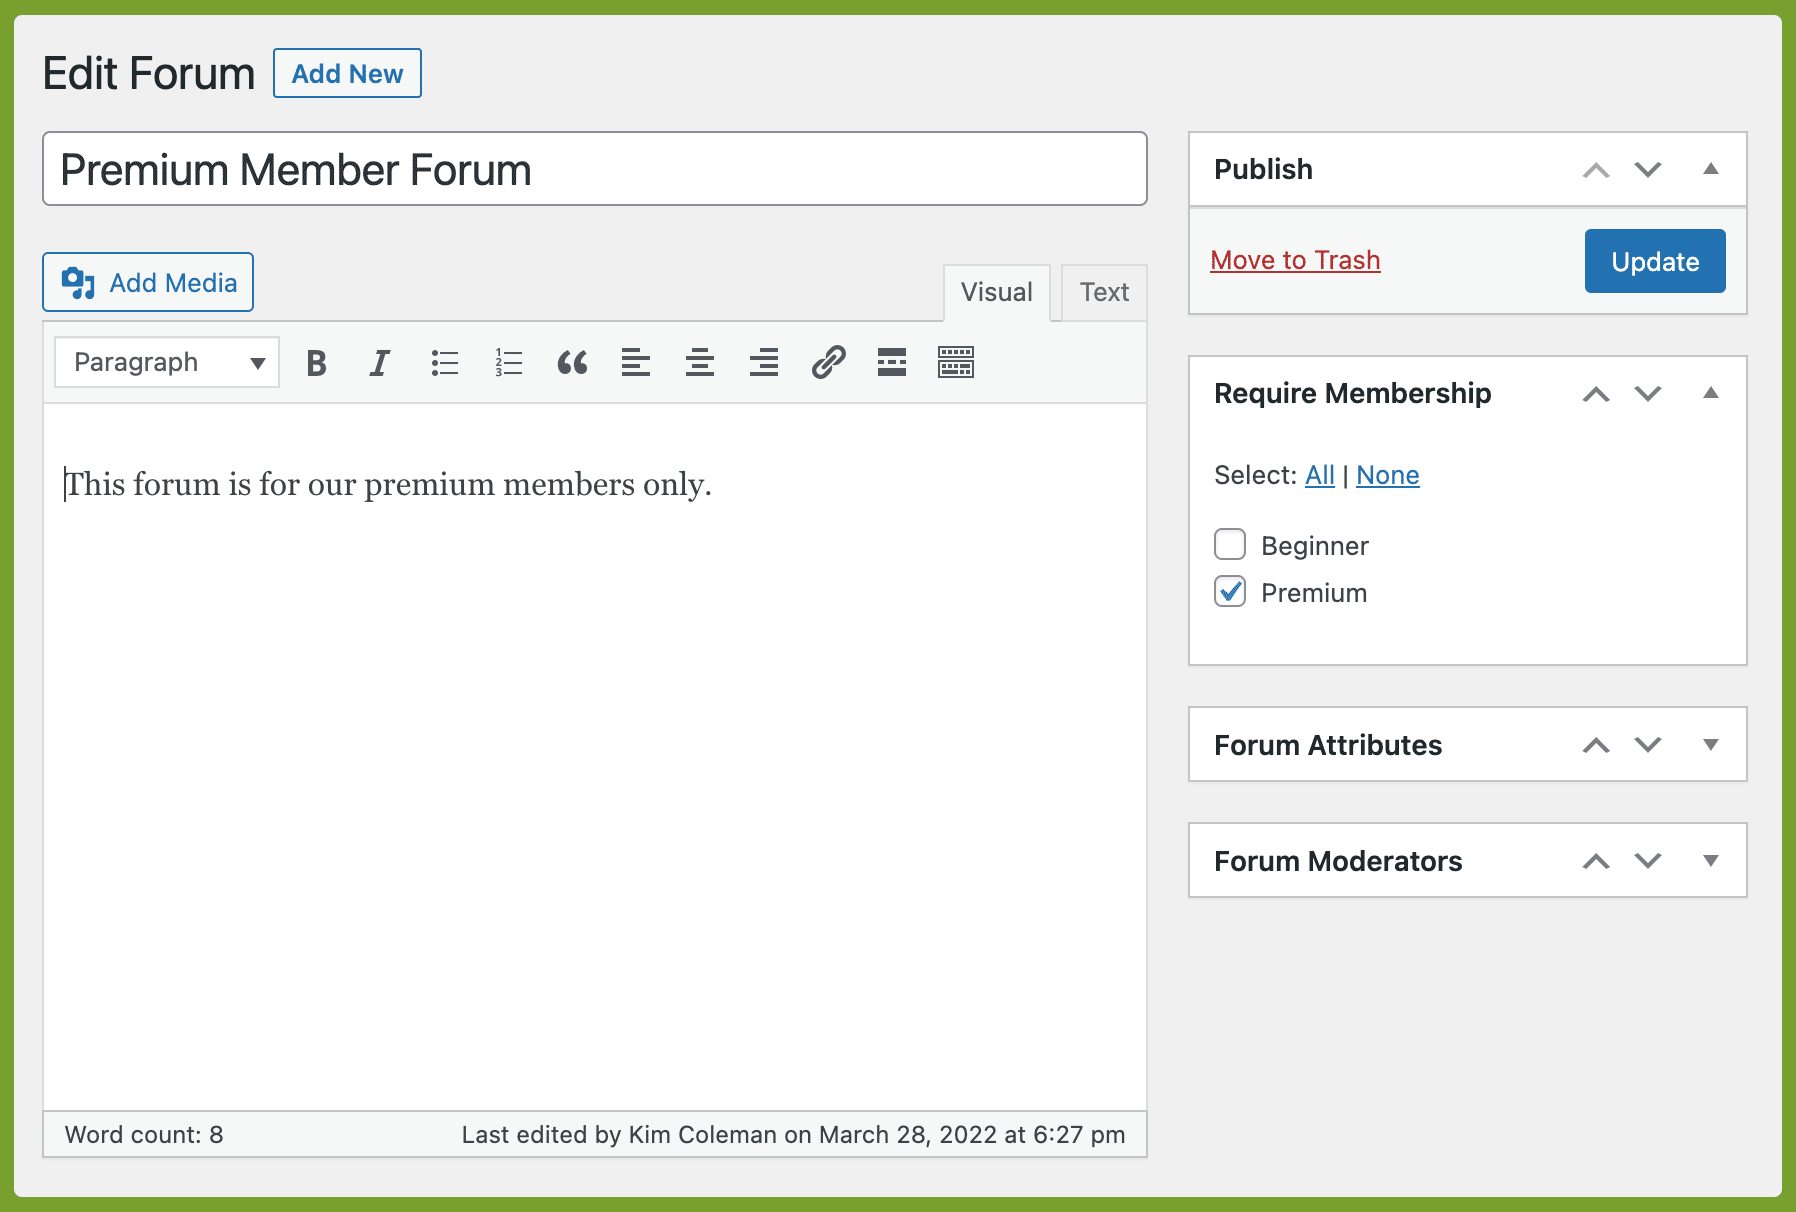 Edit Forum Add New
Premium Member Forum
Add Media
Visual Text
Paragraph
This forum is for our premium members only.
Word count: 8 Last edited by Kim Coleman on March 28, 2022 at 6:27 pm
Publish
Move to Trash Update
Require Membership
Select: All | None
Beginner
Premium
Forum Attributes
Forum Moderators